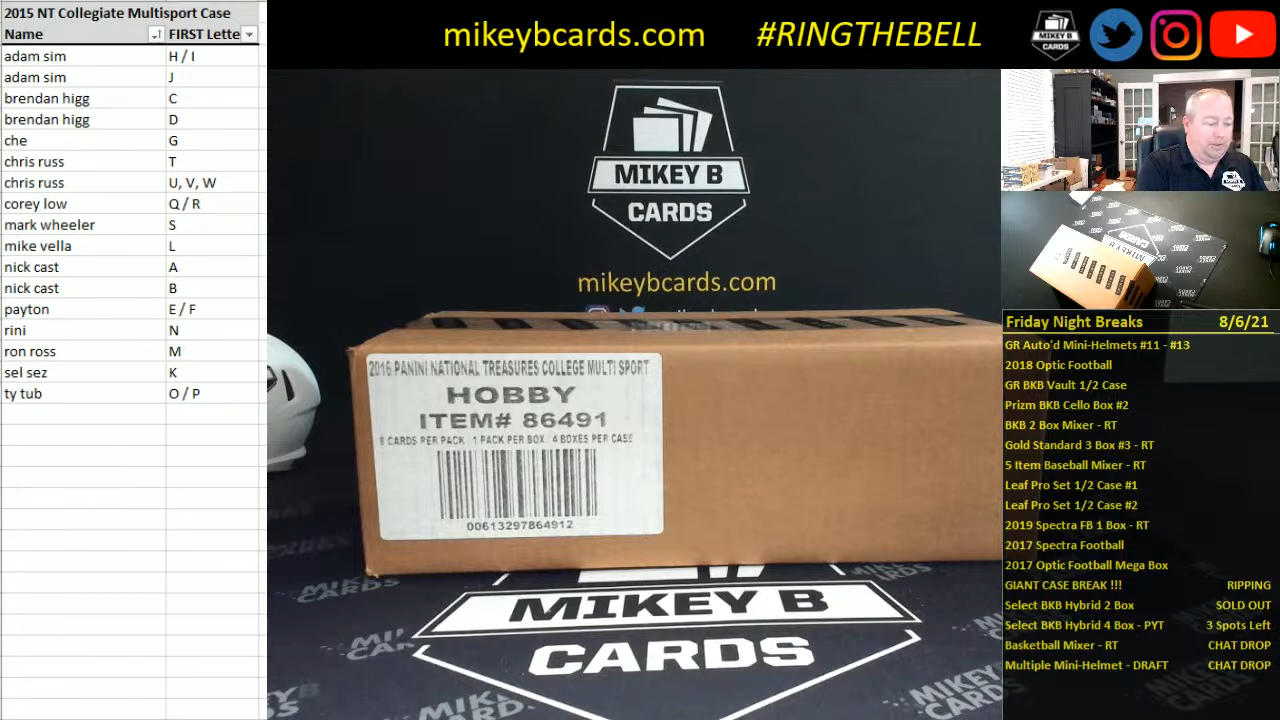 2015 NT Collegiate Multisport Case
Name FIRST Lette
adam sim H / I
adam sim J
brendan higg C
brendan higg D
che G
chris russ T
chris russ U, V, W
corey low Q / R
mark wheeler S
mike vella L
nick cast A
nick cast B
payton E / F
rini N
ron ross M
sel sez K
ty tub O / P
mikeybcards.com #RINGTHEBELL
MIKEY B
CARDS
MIKEY B
CARDS
mikeybcards.com
2016 PANINI NATIONAL TREASURES COLLEGE MULTI SPORT
HOBBY
ITEM# 86491
8 CARDS PER PACK 1 PACK PER BOX 4 BOXES PER CASE
00613297864912
MIKEY B
CARDS
Friday Night Breaks 8/6/21
GR Auto'd Mini-Helmets #11 - #13
2018 Optic Football
GR BKB Vault 1/2 Case
Prizm BKB Cello Box #2
BKB 2 Box Mixer - RT
Gold Standard 3 Box #3 - RT
5 Item Baseball Mixer - RT
Leaf Pro Set 1/2 Case #1
Leaf Pro Set 1/2 Case #2
2019 Spectra FB 1 Box - RT
2017 Spectra Football
2017 Optic Football Mega Box
GIANT CASE BREAK !!! RIPPING
Select BKB Hybrid 2 Box SOLD OUT
Select BKB Hybrid 4 Box - PYT 3 Spots Left
Basketball Mixer - RT CHAT DROP
Multiple Mini-Helmet - DRAFT CHAT DROP